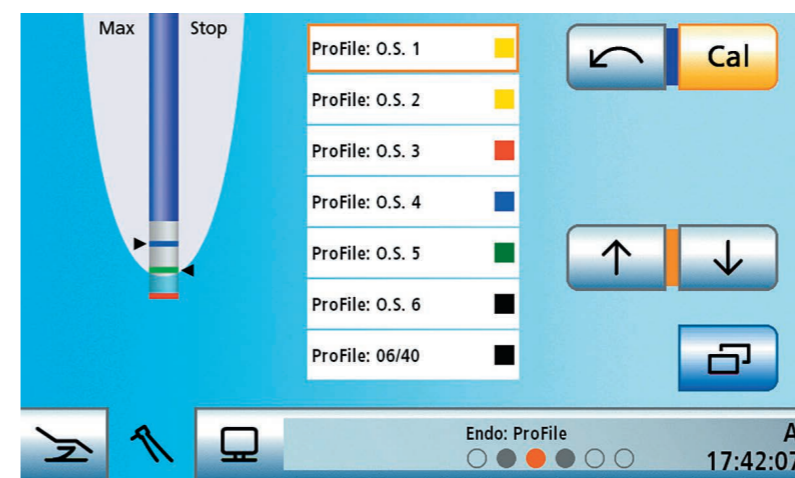 Max Stop
ProFile: O.S. 1
ProFile: O.S. 2
ProFile: O.S. 3
ProFile: O.S. 4
ProFile: O.S. 5
ProFile: O.S. 6
ProFile: 06/40
Cal
Endo: ProFile
A
17:42:07